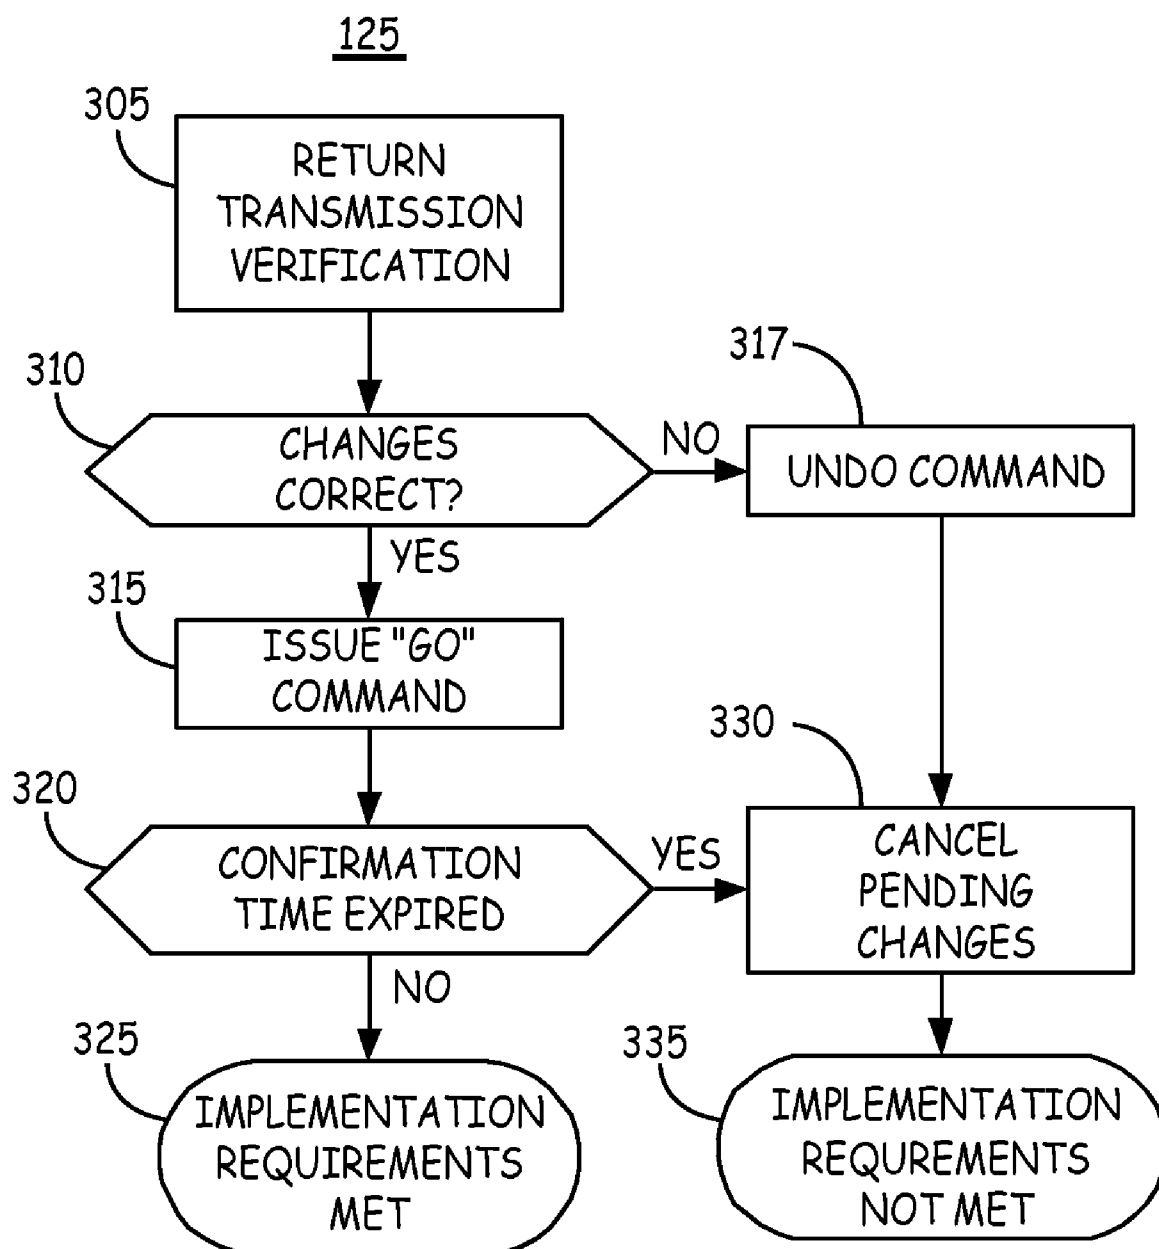 125
305
RETURN
TRANSMISSION
VERIFICATION
310
CHANGES
CORRECT?
NO
317
UNDO COMMAND
YES
315
ISSUE "GO"
COMMAND
320
CONFIRMATION
TIME EXPIRED
YES
330
CANCEL
PENDING
CHANGES
NO
325
IMPLEMENTATION
REQUIREMENTS
MET
335
IMPLEMENTATION
REQUREMENTS
NOT MET